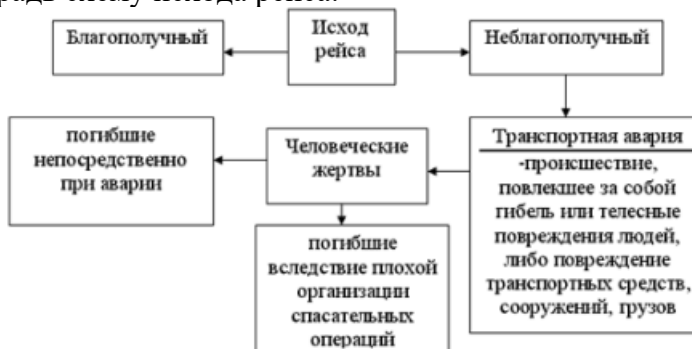 Благополучный
Исход
рейса
Неблагополучный
погибшие
непосредственно
при аварии
Человеческие
жертвы
Транспортная авария
-происшествие,
повлекшее за собой
гибель или телесные
повреждения людей,
либо повреждение
транспортных средств,
сооружений, грузов
погибшие
вследствие плохой
организации
спасательных
операций